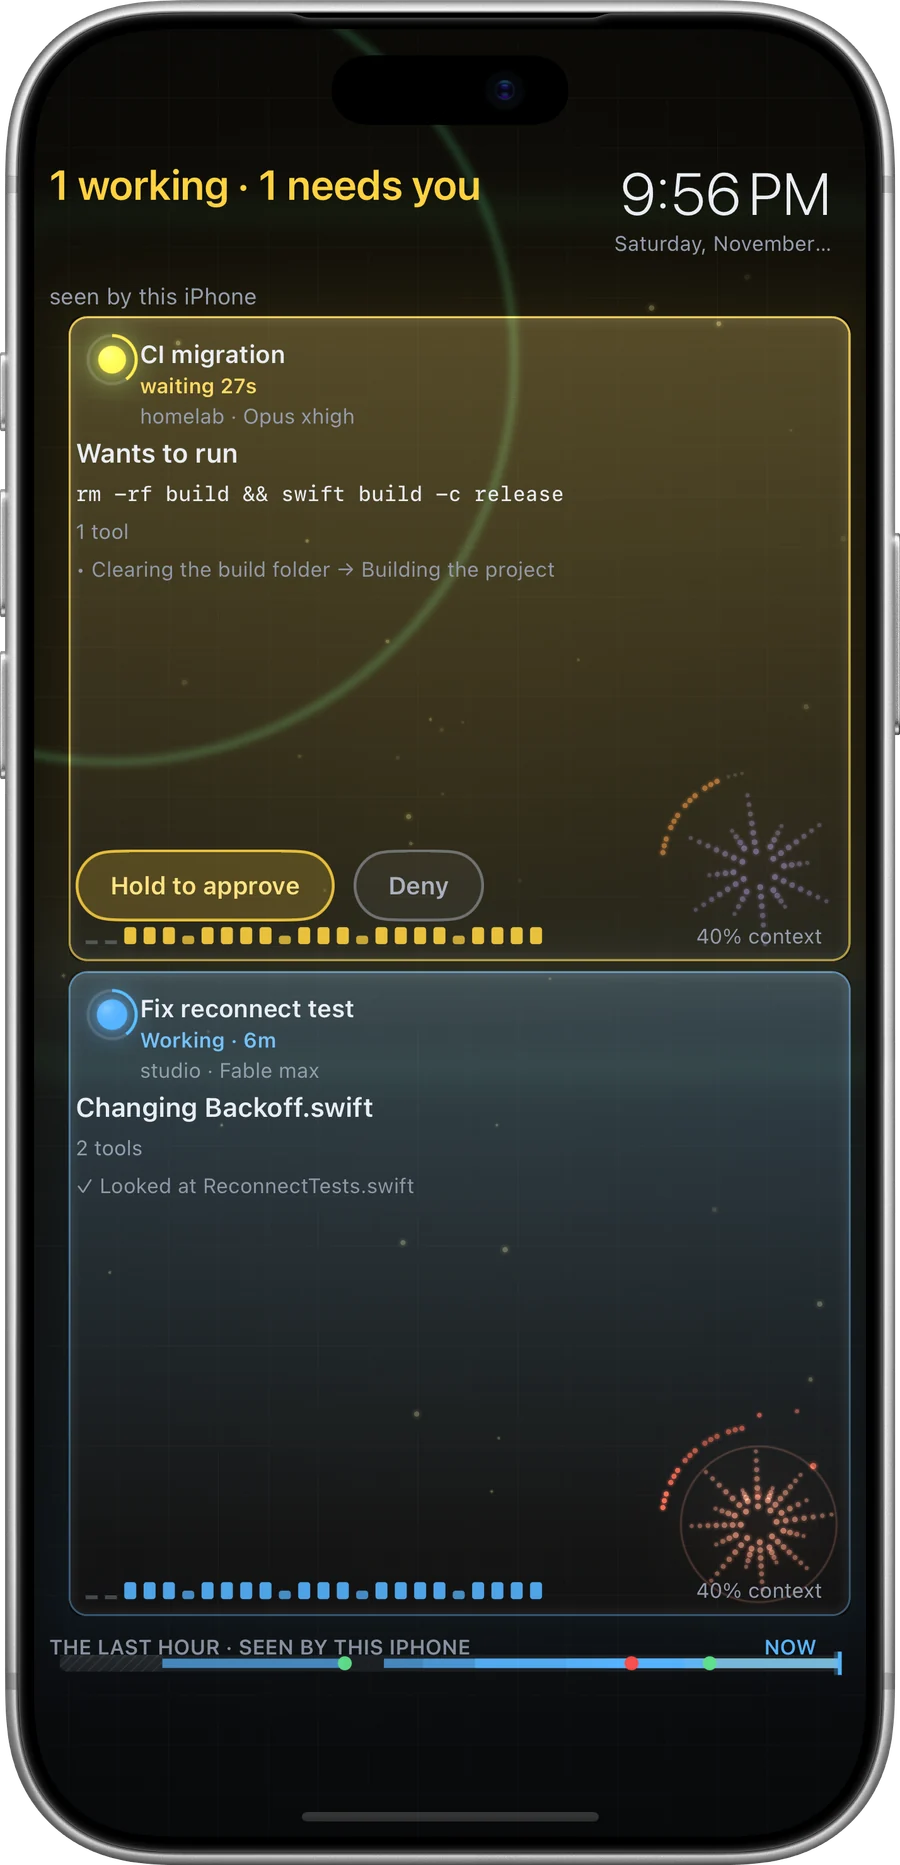 1 working · 1 needs you
9:56 PM
Saturday, November...
seen by this iPhone
CI migration
waiting 27s
homelab · Opus xhigh
Wants to run
rm -rf build && swift build -c release
1 tool
• Clearing the build folder → Building the project
Hold to approve
Deny
40% context
Fix reconnect test
Working · 6m
studio · Fable max
Changing Backoff.swift
2 tools
✓ Looked at ReconnectTests.swift
40% context
THE LAST HOUR · SEEN BY THIS IPHONE
NOW